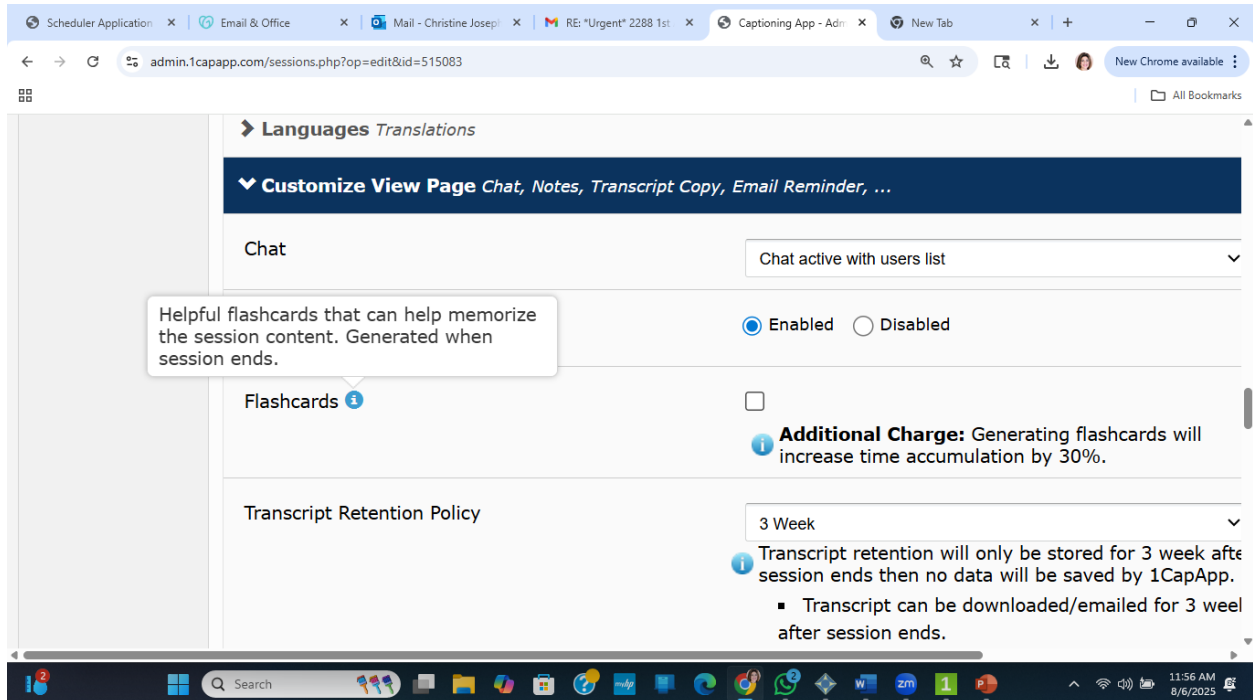 Scheduler Application
Email & Office
Mail - Christine Joseph
RE: *Urgent* 2288 1st
Captioning App - Adm
New Tab
admin.1capapp.com/sessions.php?op=edit&id=515083
New Chrome available
All Bookmarks
Languages Translations
Customize View Page Chat, Notes, Transcript Copy, Email Reminder, ...
Chat
Chat active with users list
Helpful flashcards that can help memorize
the session content. Generated when
session ends.
Enabled
Disabled
Flashcards
Additional Charge: Generating flashcards will
increase time accumulation by 30%.
Transcript Retention Policy
3 Week
Transcript retention will only be stored for 3 week afte
session ends then no data will be saved by 1CapApp.
Transcript can be downloaded/emailed for 3 weel
after session ends.
2
Search
myhp
2
W
zm
1
P
11:56 AM
8/6/2025